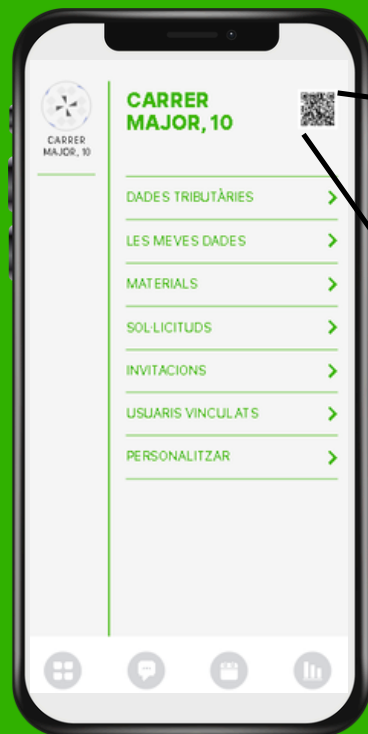 CARRER
MAJOR, 10
CARRER
MAJOR, 10
DADES TRIBUTÀRIES
LES MEVES DADES
MATERIALS
SOL·LICITUDS
INVITACIONS
USUARIS VINCULATS
PERSONALITZAR